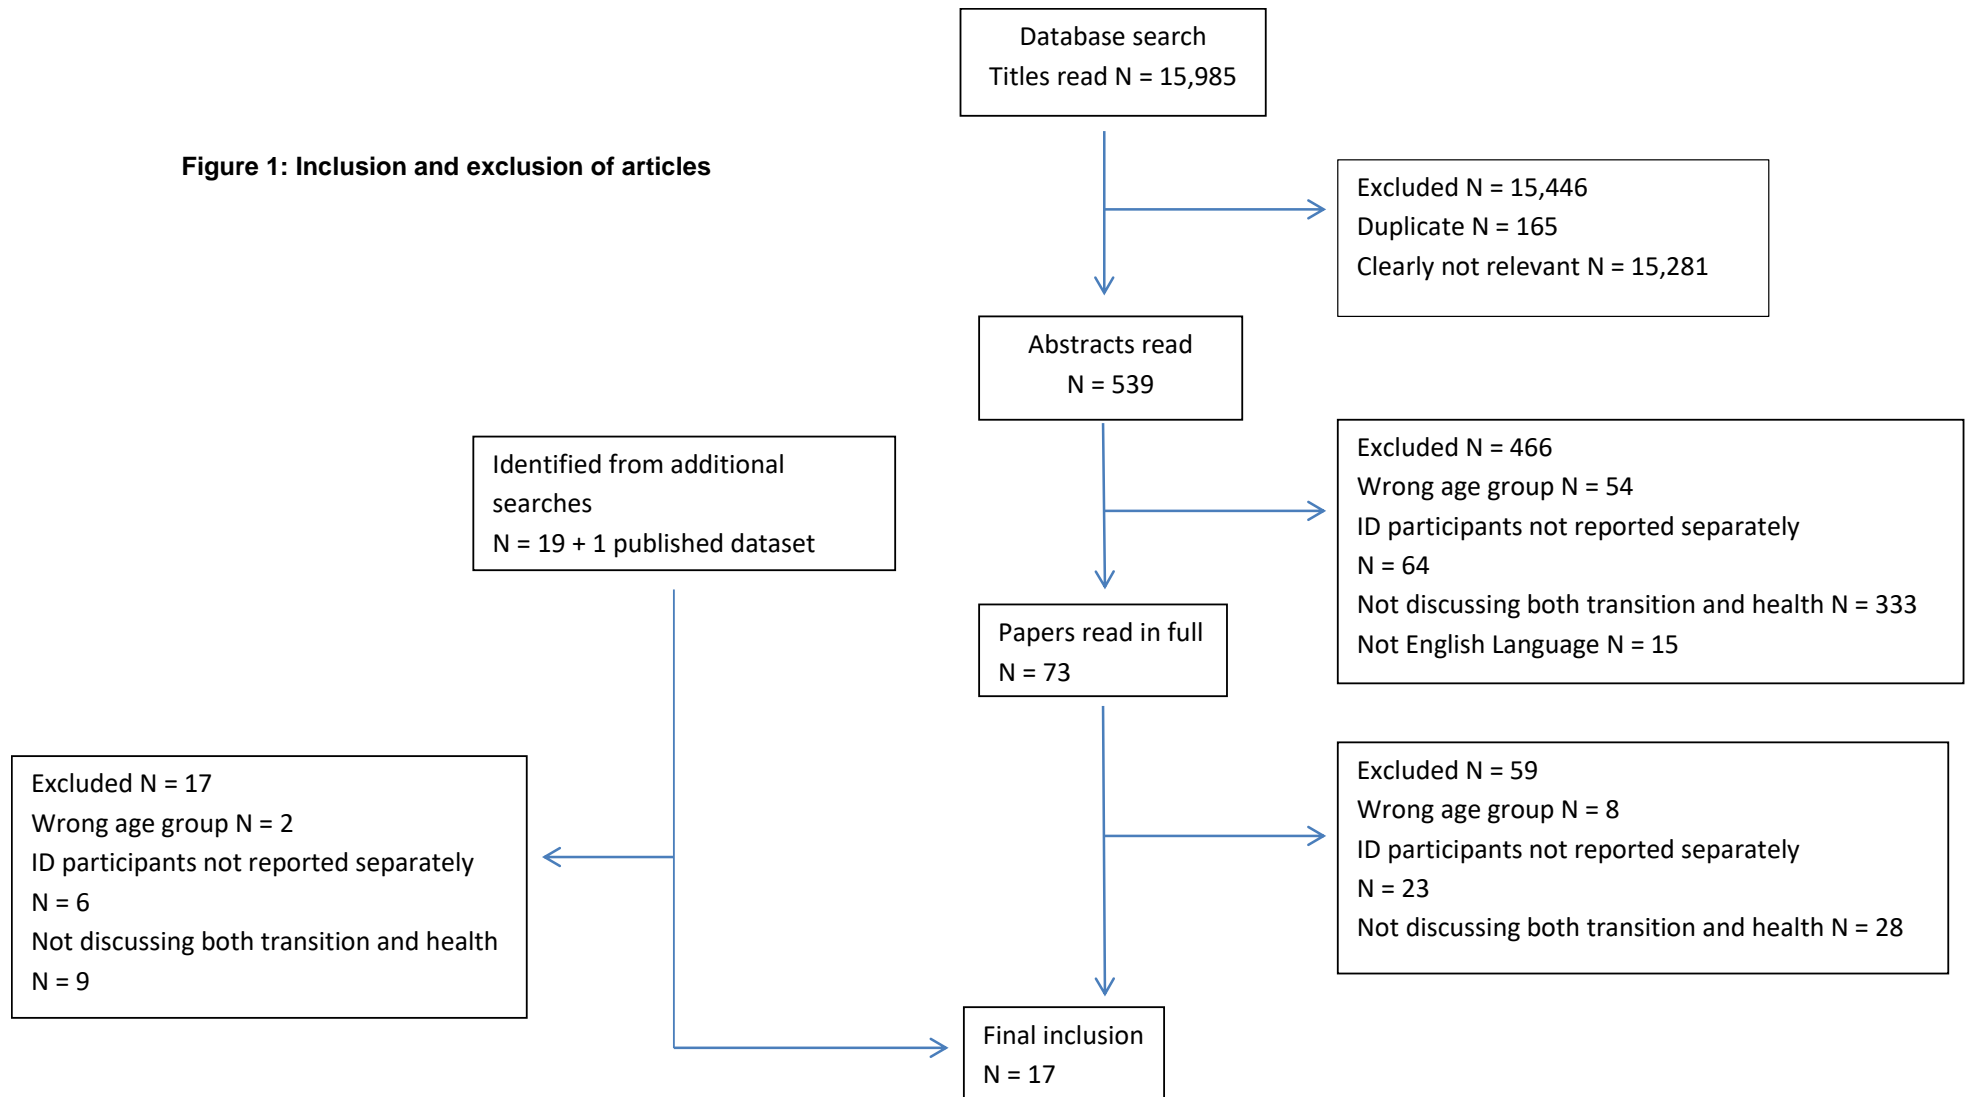 Database search
Titles read N = 15,985
Figure 1: Inclusion and exclusion of articles
Excluded N = 15,446
Duplicate N = 165
Clearly not relevant N = 15,281
Abstracts read
N = 539
Identified from additional
searches
N = 19 + 1 published dataset
Excluded N = 466
Wrong age group N = 54
ID participants not reported separately
N = 64
Not discussing both transition and health N = 333
Not English Language N = 15
Papers read in full
N = 73
Excluded N = 17
Wrong age group N = 2
ID participants not reported separately
N = 6
Not discussing both transition and health
N = 9
Excluded N = 59
Wrong age group N = 8
ID participants not reported separately
N = 23
Not discussing both transition and health N = 28
Final inclusion
N = 17